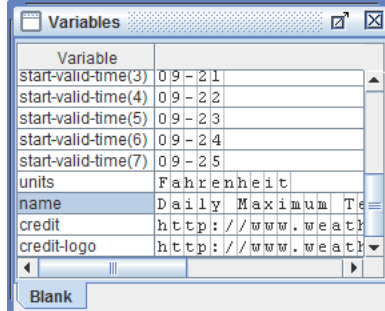 Variables
Variable
start-valid-time(3) 09-21
start-valid-time(4) 09-22
start-valid-time(5) 09-23
start-valid-time(6) 09-24
start-valid-time(7) 09-25
units Fahrenheit
name Daily Maximum Te
credit http://www.weath
credit-logo http://www.weath
Blank